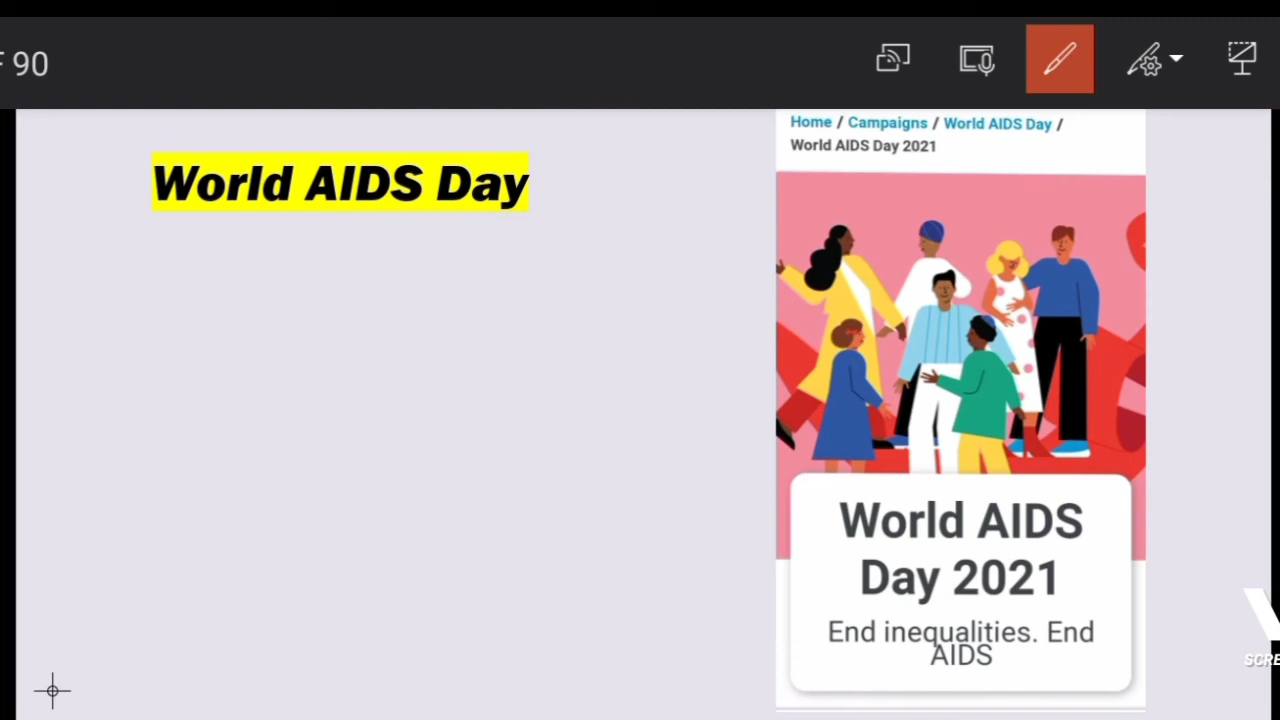 F 90
World AIDS Day
Home / Campaigns / World AIDS Day /
World AIDS Day 2021
World AIDS
Day 2021
End inequalities. End
AIDS